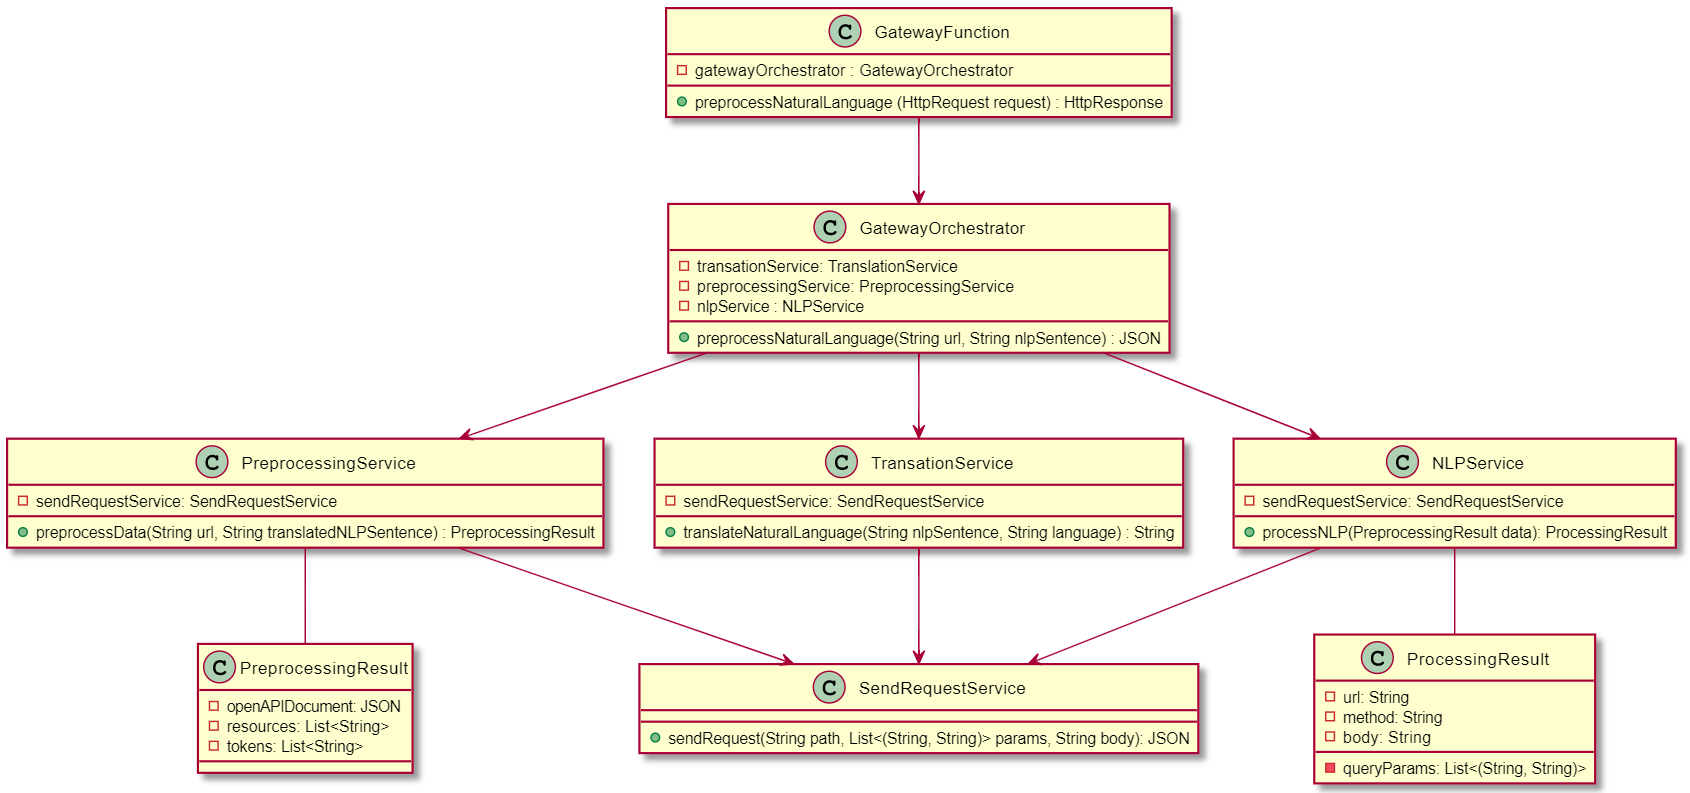 C GatewayFunction
gatewayOrchestrator : GatewayOrchestrator
preprocessNaturalLanguage (HttpRequest request) : HttpResponse
C GatewayOrchestrator
transationService: TranslationService
preprocessingService: PreprocessingService
nlpService : NLPService
preprocessNaturalLanguage(String url, String nlpSentence) : JSON
C PreprocessingService
sendRequestService: SendRequestService
preprocessData(String url, String translatedNLPSentence) : PreprocessingResult
C TransationService
sendRequestService: SendRequestService
translateNaturalLanguage(String nlpSentence, String language) : String
C NLPService
sendRequestService: SendRequestService
processNLP(PreprocessingResult data): ProcessingResult
C PreprocessingResult
openAPIDocument: JSON
resources: List<String>
tokens: List<String>
C SendRequestService
sendRequest(String path, List<(String, String)> params, String body): JSON
C ProcessingResult
url: String
method: String
body: String
queryParams: List<(String, String)>